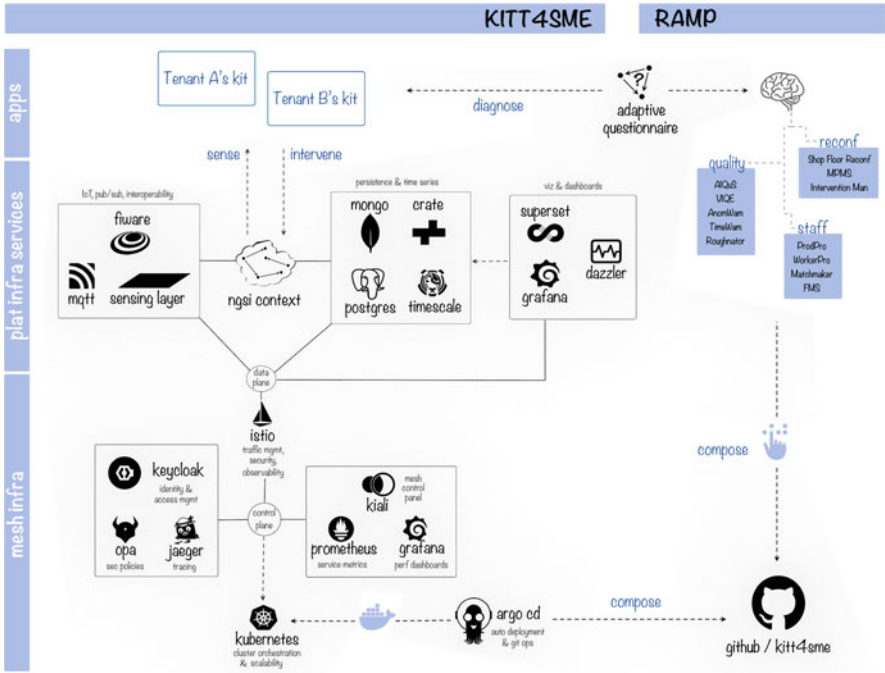 KITT4SME
RAMP
apps
Tenant A's kit
Tenant B's kit
diagnose
adaptive
questionnaire
sense
intervene
quality
AIQuS
VIQE
AnomWam
TimeWam
Roughnator
reconf
Shop Floor Reconf
MPMS
Intervention Man
staff
ProdPro
WorkerPro
Matchmaker
FMS
plat infra services
IoT, pub/sub, interoperability
fiware
mqtt
sensing layer
ngsi context
persistence & time series
mongo
crate
postgres
timescale
viz & dashboards
superset
grafana
dazzler
data
plane
istio
traffic mgmt,
security,
observability
mesh infra
keycloak
identity &
access mgmt
opa
sec policies
jaeger
tracing
control
plane
kiali
mesh
control
panel
prometheus
service metrics
grafana
perf dashboards
compose
kubernetes
cluster orchestration
& scalability
argo cd
auto deployment
& git ops
compose
github / kitt4sme